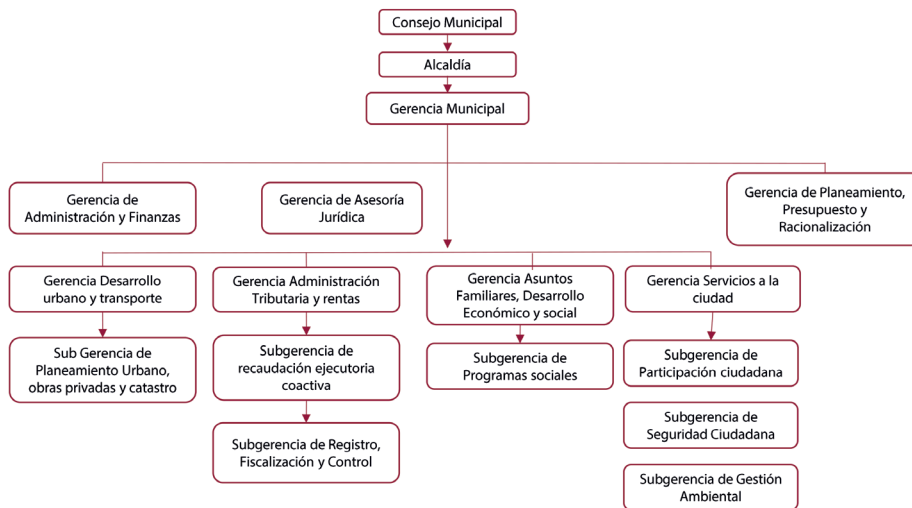 Consejo Municipal
Alcaldía
Gerencia Municipal
Gerencia de
Administración y Finanzas
Gerencia de Asesoría
Jurídica
Gerencia de Planeamiento,
Presupuesto y
Racionalización
Gerencia Desarrollo
urbano y transporte
Gerencia Administración
Tributaria y rentas
Gerencia Asuntos
Familiares, Desarrollo
Económico y social
Gerencia Servicios a la
ciudad
Sub Gerencia de
Planeamiento Urbano,
obras privadas y catastro
Subgerencia de
recaudación ejecutoria
coactiva
Subgerencia de
Programas sociales
Subgerencia de
Participación ciudadana
Subgerencia de Registro,
Fiscalización y Control
Subgerencia de
Seguridad Ciudadana
Subgerencia de Gestión
Ambiental